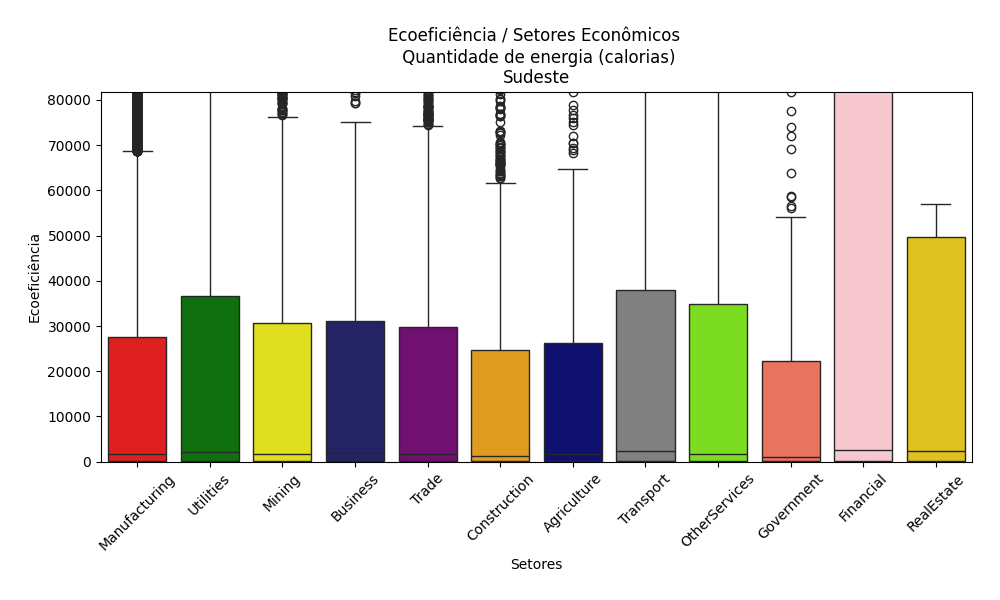 Ecoeficiência / Setores Econômicos
Quantidade de energia (calorias)
Sudeste
80000
70000
60000
50000
40000
30000
20000
10000
0
Ecoeficiência
Manufacturing
Utilities
Mining
Business
Trade
Construction
Agriculture
Transport
OtherServices
Government
Financial
RealEstate
Setores